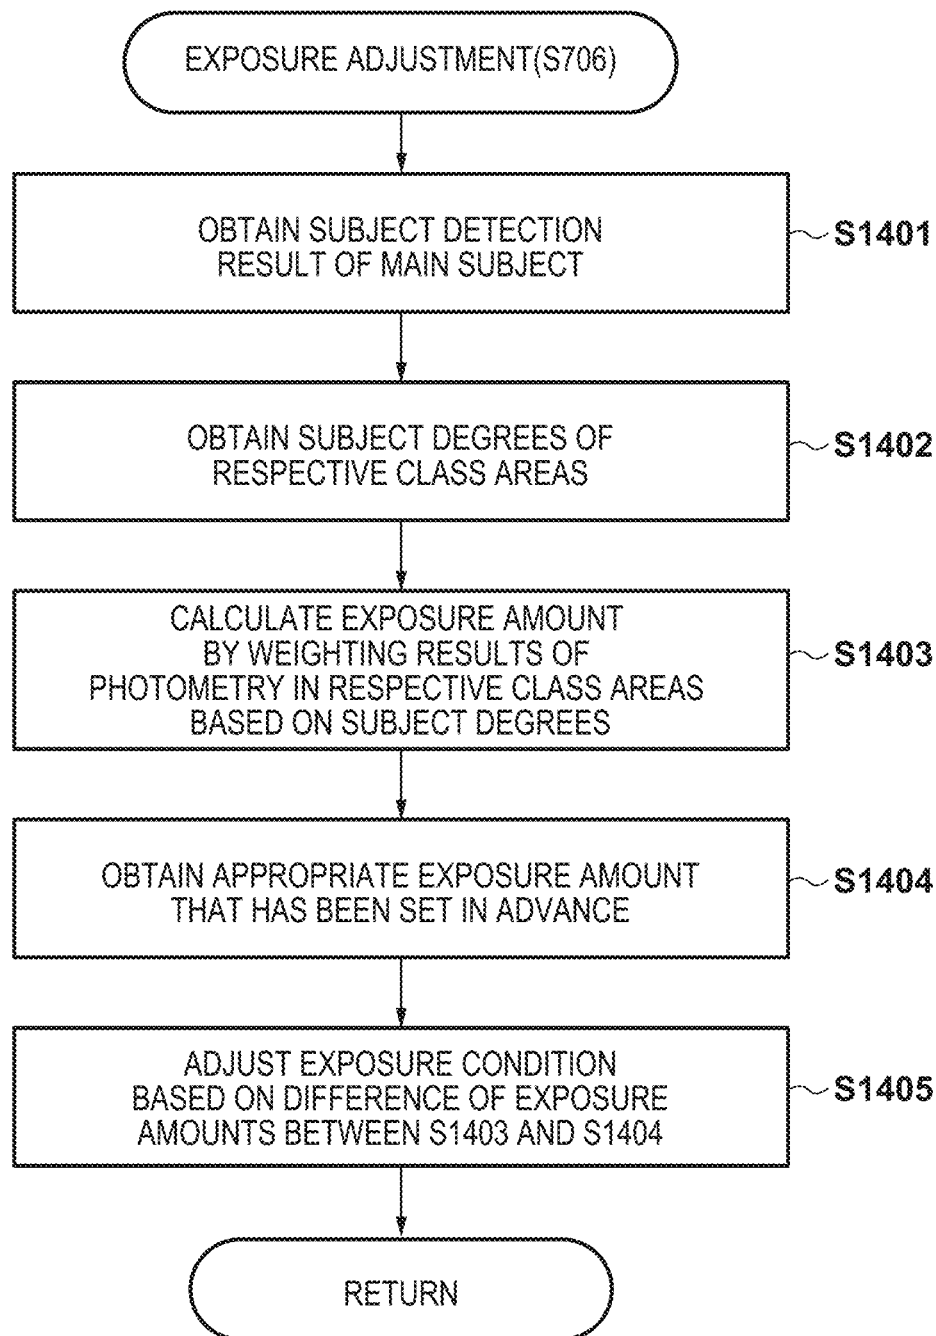 EXPOSURE ADJUSTMENT(S706)
OBTAIN SUBJECT DETECTION
RESULT OF MAIN SUBJECT
S1401
OBTAIN SUBJECT DEGREES OF
RESPECTIVE CLASS AREAS
S1402
CALCULATE EXPOSURE AMOUNT
BY WEIGHTING RESULTS OF
PHOTOMETRY IN RESPECTIVE CLASS AREAS
BASED ON SUBJECT DEGREES
S1403
OBTAIN APPROPRIATE EXPOSURE AMOUNT
THAT HAS BEEN SET IN ADVANCE
S1404
ADJUST EXPOSURE CONDITION
BASED ON DIFFERENCE OF EXPOSURE
AMOUNTS BETWEEN S1403 AND S1404
S1405
RETURN